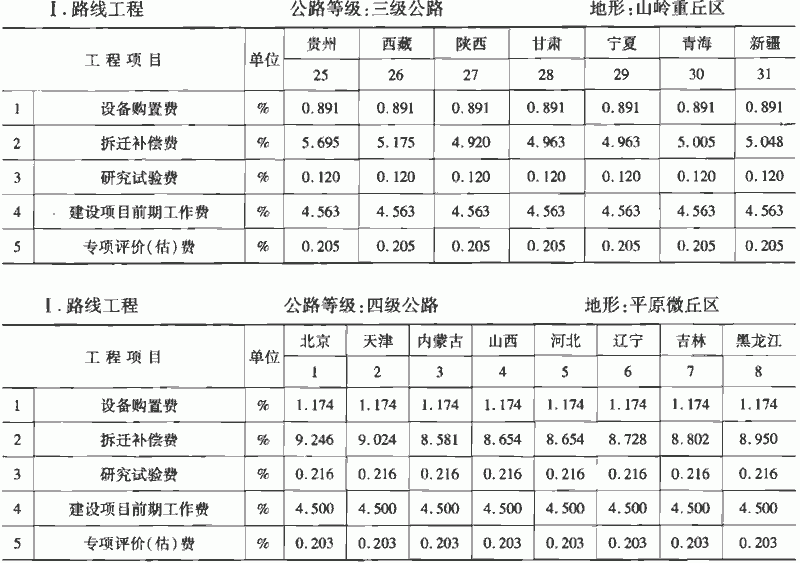 Ⅰ.路线工程 公路等级:三级公路 地形:山岭重丘区
工程项目 单位 贵州 西藏 陕西 甘肃 宁夏 青海 新疆
25 26 27 28 29 30 31
1 设备购置费 % 0.891 0.891 0.891 0.891 0.891 0.891 0.891
2 拆迁补偿费 % 5.695 5.175 4.920 4.963 4.963 5.005 5.048
3 研究试验费 % 0.120 0.120 0.120 0.120 0.120 0.120 0.120
4 建设项目前期工作费 % 4.563 4.563 4.563 4.563 4.563 4.563 4.563
5 专项评价(估)费 % 0.205 0.205 0.205 0.205 0.205 0.205 0.205
Ⅰ.路线工程 公路等级:四级公路 地形:平原微丘区
工程项目 单位 北京 天津 内蒙古 山西 河北 辽宁 吉林 黑龙江
1 2 3 4 5 6 7 8
1 设备购置费 % 1.174 1.174 1.174 1.174 1.174 1.174 1.174 1.174
2 拆迁补偿费 % 9.246 9.024 8.581 8.654 8.654 8.728 8.802 8.950
3 研究试验费 % 0.216 0.216 0.216 0.216 0.216 0.216 0.216 0.216
4 建设项目前期工作费 % 4.500 4.500 4.500 4.500 4.500 4.500 4.500 4.500
5 专项评价(估)费 % 0.203 0.203 0.203 0.203 0.203 0.203 0.203 0.203